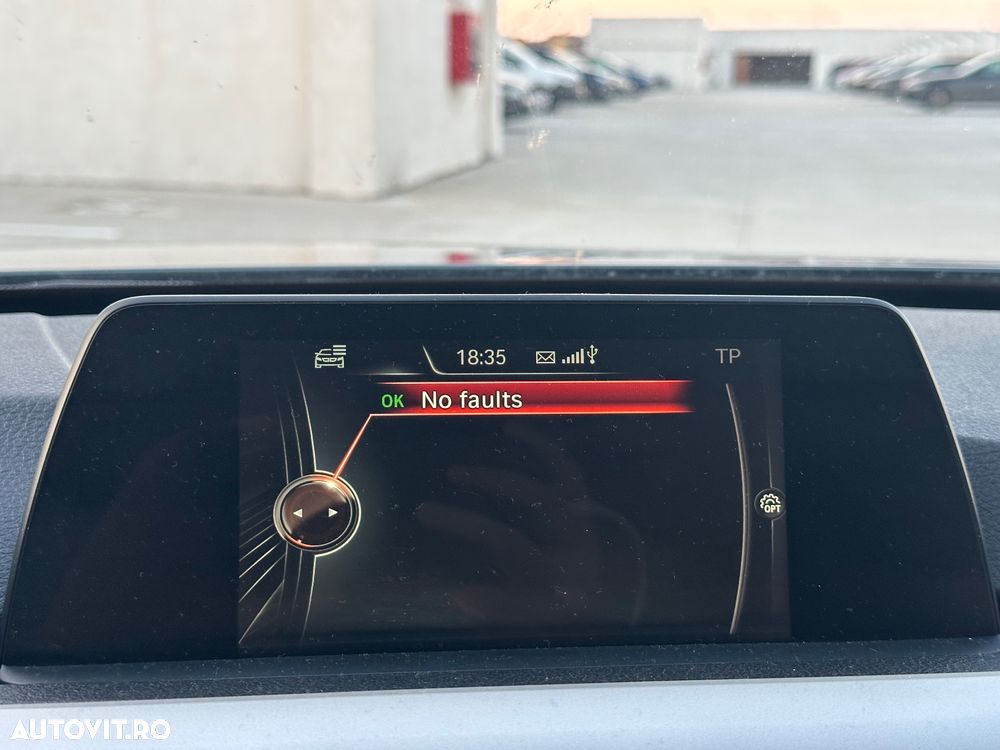 18:35
TP
OK No faults
OPT
AUTOVIT.RO